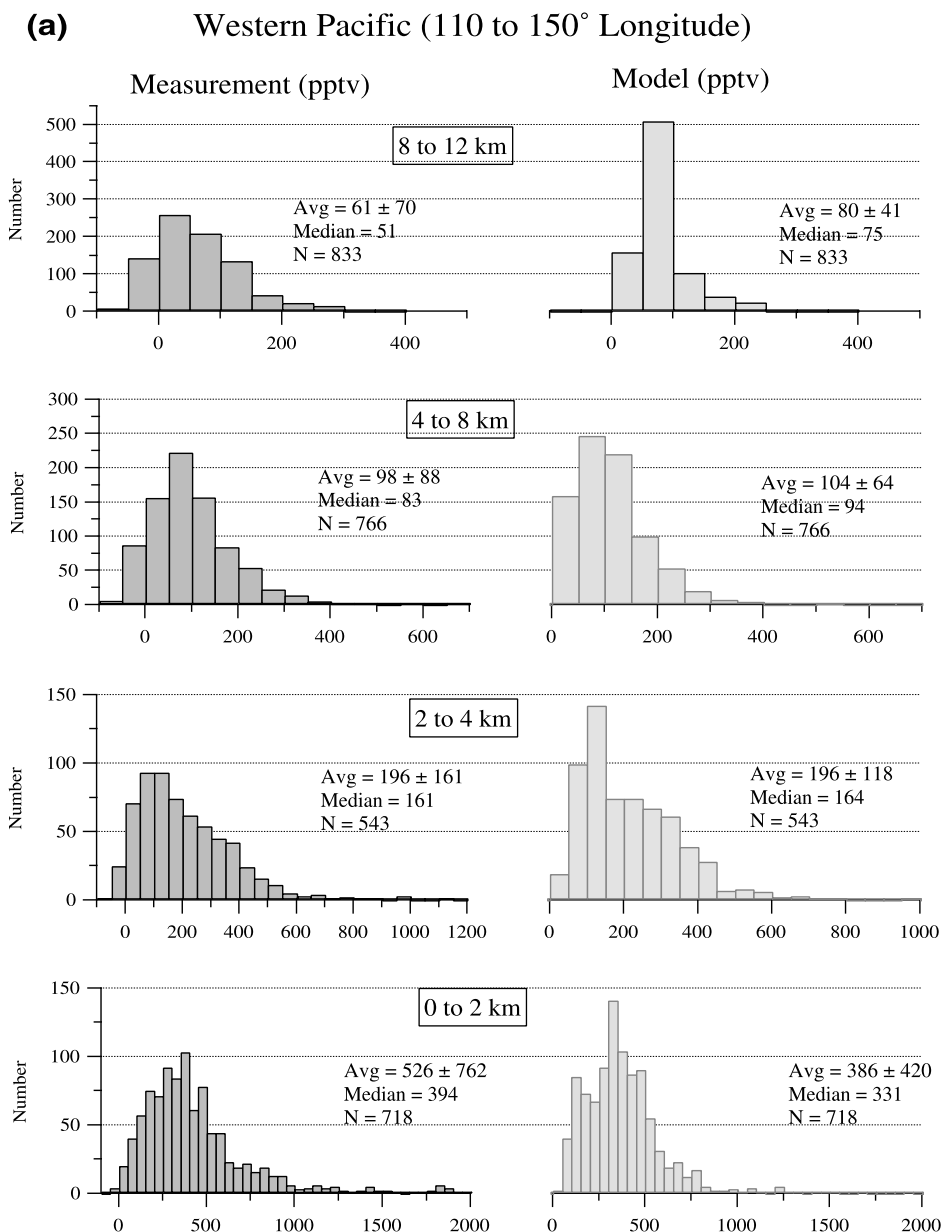 (a) Western Pacific (110 to 150° Longitude)
Measurement (pptv) Model (pptv)
8 to 12 km
Number
500
400
300
200
100
0
Avg = 61 ± 70
Median = 51
N = 833
0 200 400
Avg = 80 ± 41
Median = 75
N = 833
0 200 400
4 to 8 km
Number
300
250
200
150
100
50
0
Avg = 98 ± 88
Median = 83
N = 766
0 200 400 600
Avg = 104 ± 64
Median = 94
N = 766
0 200 400 600
2 to 4 km
Number
150
100
50
0
Avg = 196 ± 161
Median = 161
N = 543
0 200 400 600 800 1000 1200
Avg = 196 ± 118
Median = 164
N = 543
0 200 400 600 800 1000
0 to 2 km
Number
150
100
50
0
Avg = 526 ± 762
Median = 394
N = 718
0 500 1000 1500 2000
Avg = 386 ± 420
Median = 331
N = 718
0 500 1000 1500 2000